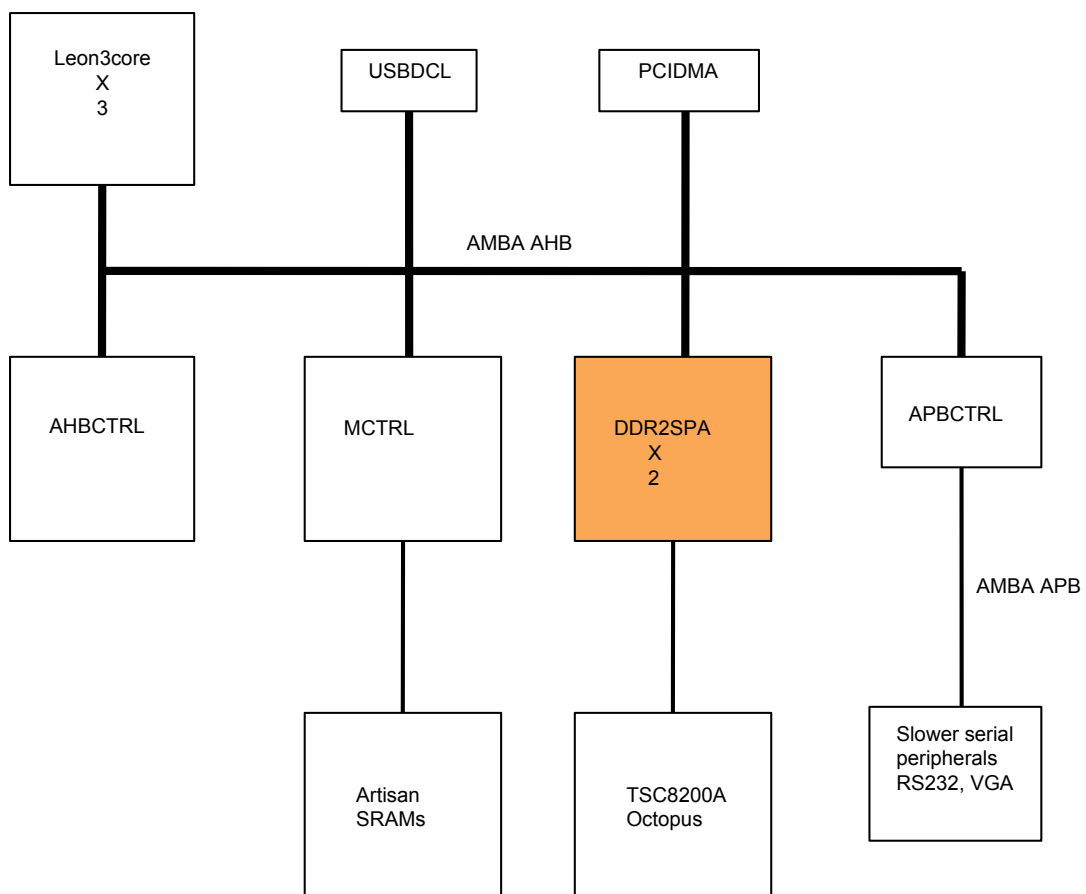 Leon3core
X
3
USBDCL
PCIDMA
AMBA AHB
AHBCTRL
MCTRL
DDR2SPA
X
2
APBCTRL
AMBA APB
Artisan
SRAMs
TSC8200A
Octopus
Slower serial
peripherals
RS232, VGA